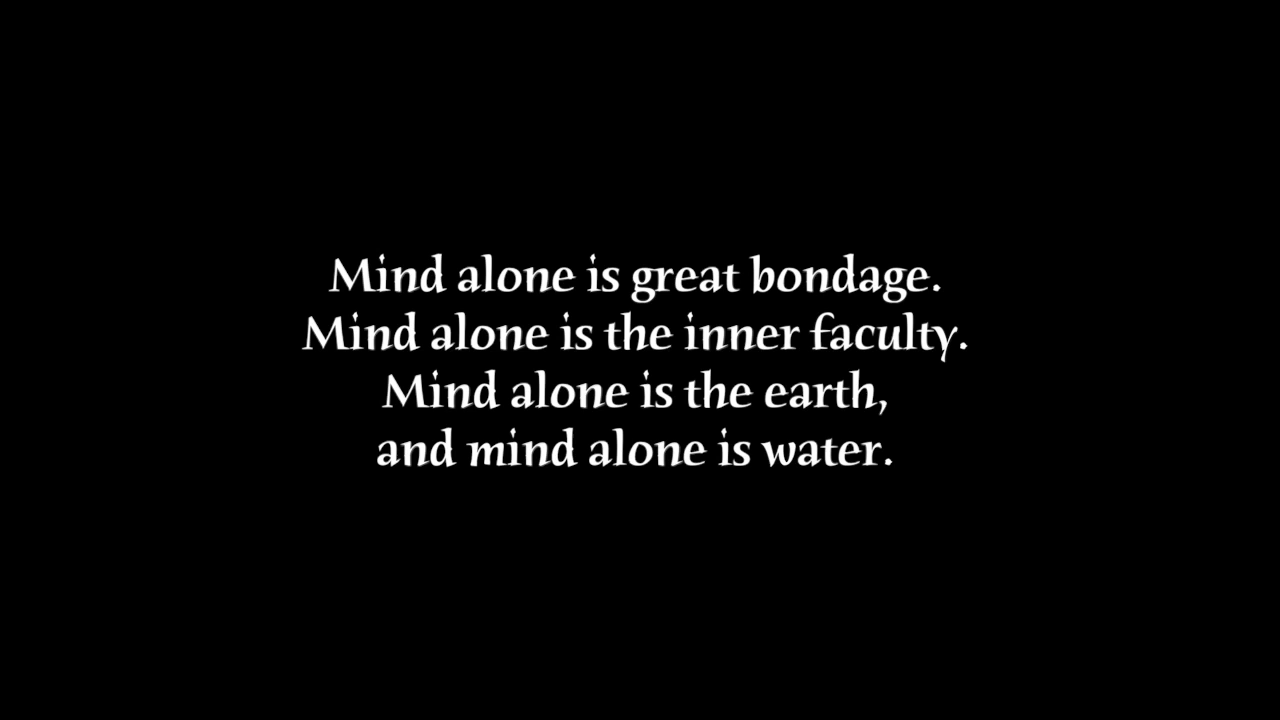 Mind alone is great bondage.
Mind alone is the inner faculty.
Mind alone is the earth,
and mind alone is water.